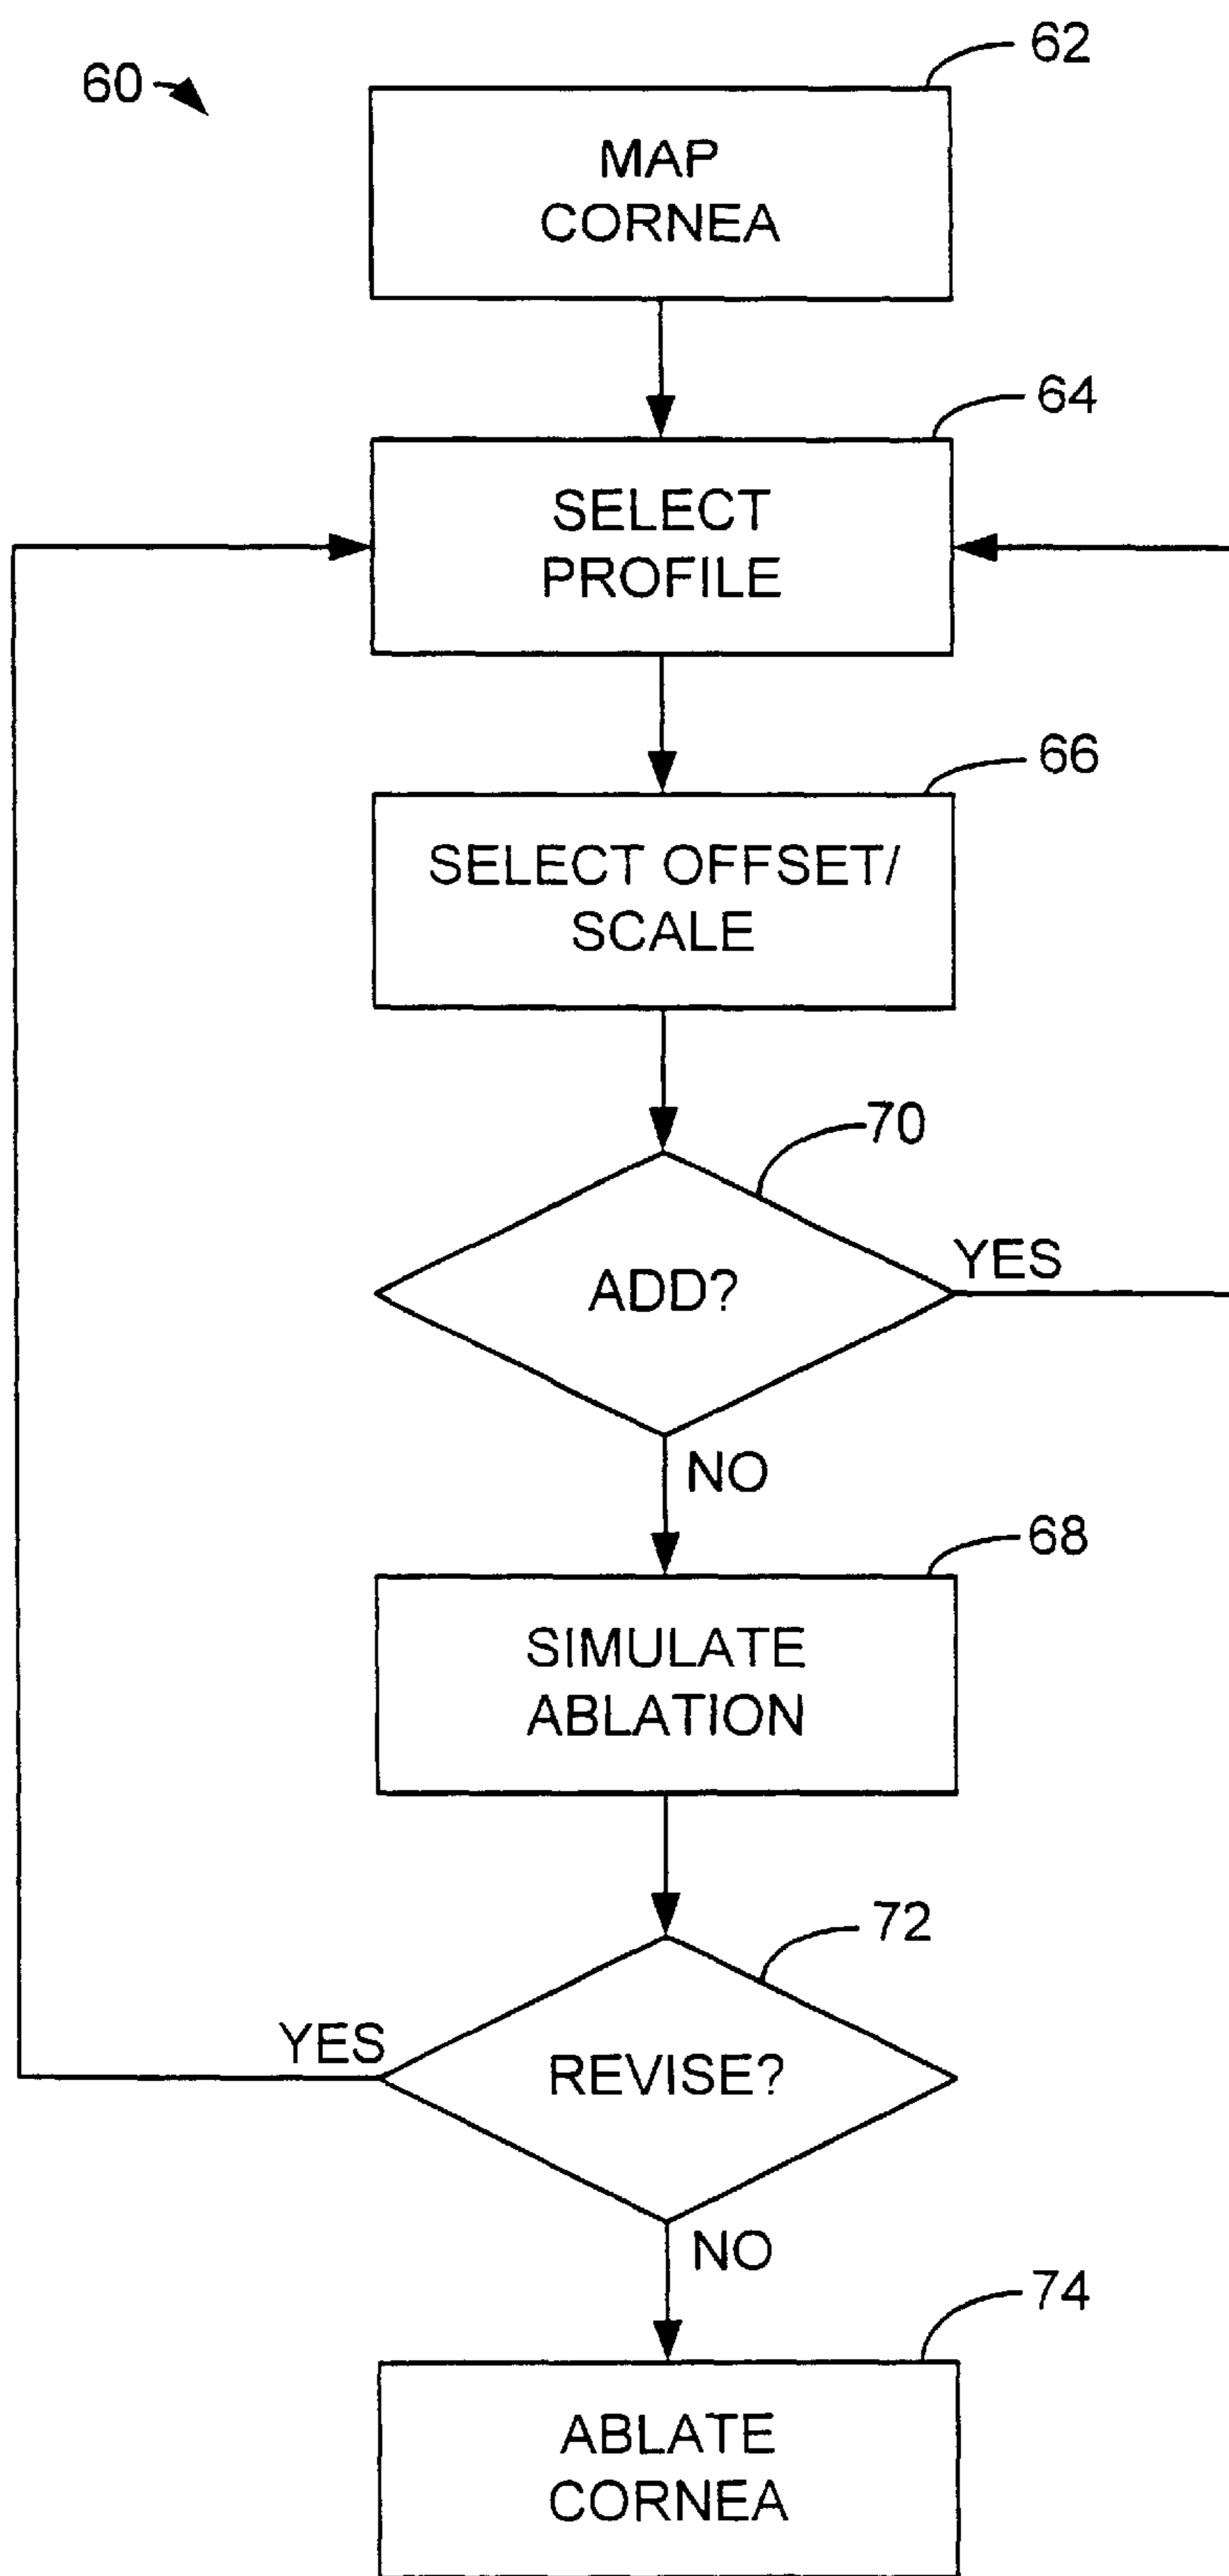 60
62
MAP
CORNEA
64
SELECT
PROFILE
66
SELECT OFFSET/
SCALE
70
ADD?
YES
NO
68
SIMULATE
ABLATION
72
REVISE?
YES
NO
74
ABLATE
CORNEA